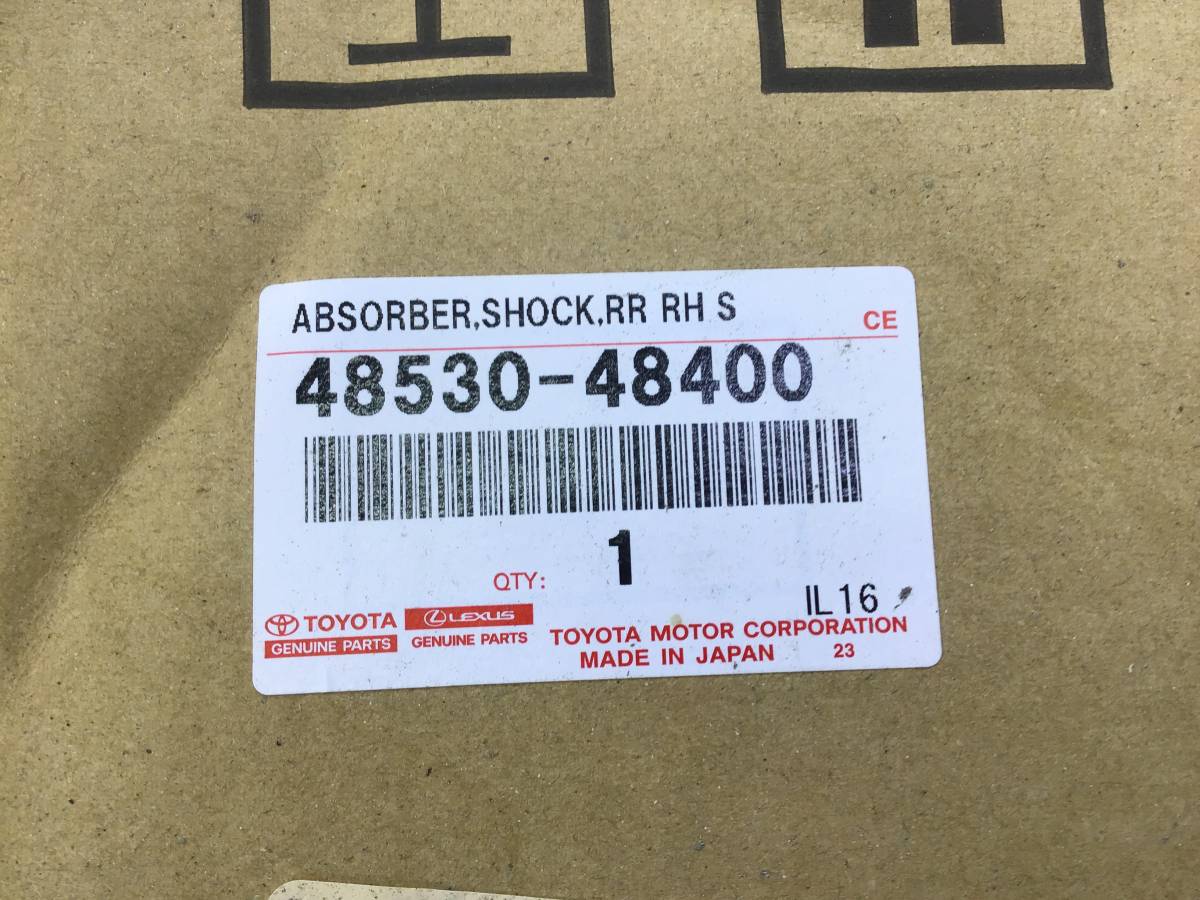 ABSORBER,SHOCK,RR RH S
CE
48530-48400
QTY: 1
IL16
TOYOTA
GENUINE PARTS
LEXUS
GENUINE PARTS
TOYOTA MOTOR CORPORATION
MADE IN JAPAN 23